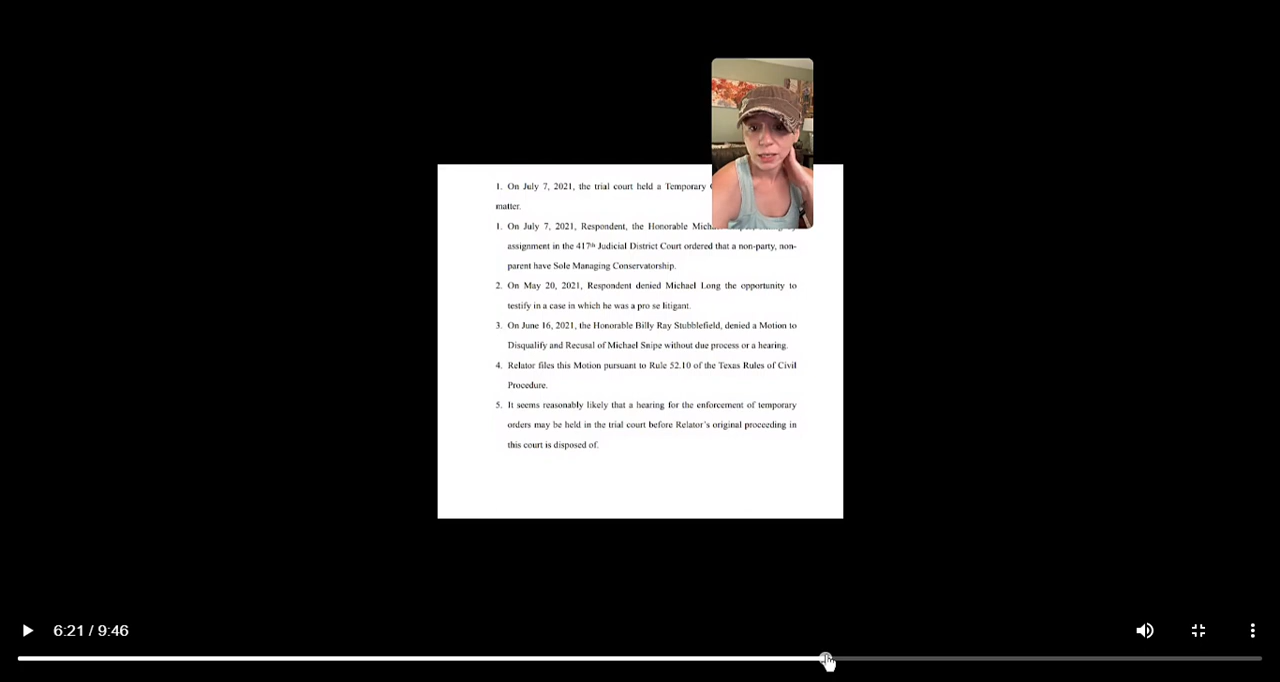 1. On July 7, 2021, the trial court held a Temporary
matter.
1. On July 7, 2021, Respondent, the Honorable
assignment in the 417th Judicial District Court ordered that a non-party, non-
parent have Sole Managing Conservatorship.
2. On May 20, 2021, Respondent denied Michael Long the opportunity to
testify in a case in which he was a pro se litigant.
3. On June 16, 2021, the Honorable Billy Ray Stubblefield, denied a Motion to
Disqualify and Recusal of Michael Snipe without due process or a hearing.
4. Relator files this Motion pursuant to Rule 52.10 of the Texas Rules of Civil
Procedure.
5. It seems reasonably likely that a hearing for the enforcement of temporary
orders may be held in the trial court before Relator's original proceeding in
this court is disposed of.
6:21 / 9:46